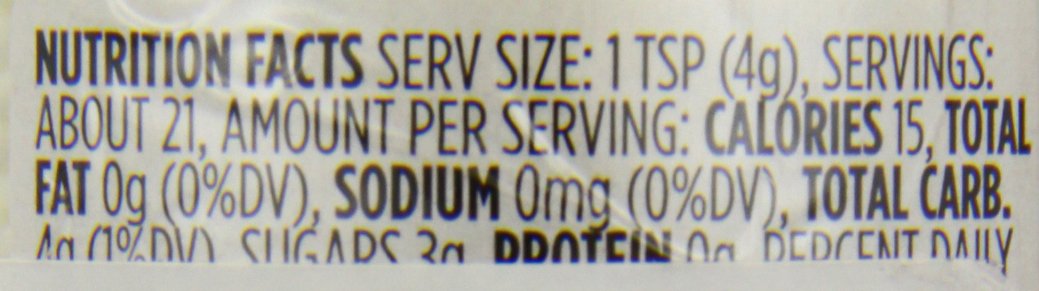 NUTRITION FACTS SERV SIZE: 1 TSP (4g), SERVINGS:
ABOUT 21, AMOUNT PER SERVING: CALORIES 15, TOTAL
FAT 0g (0%DV), SODIUM 0mg (0%DV), TOTAL CARB.
4g (1%DV) SUGARS 3g PROTEIN 0g PERCENT DAILY